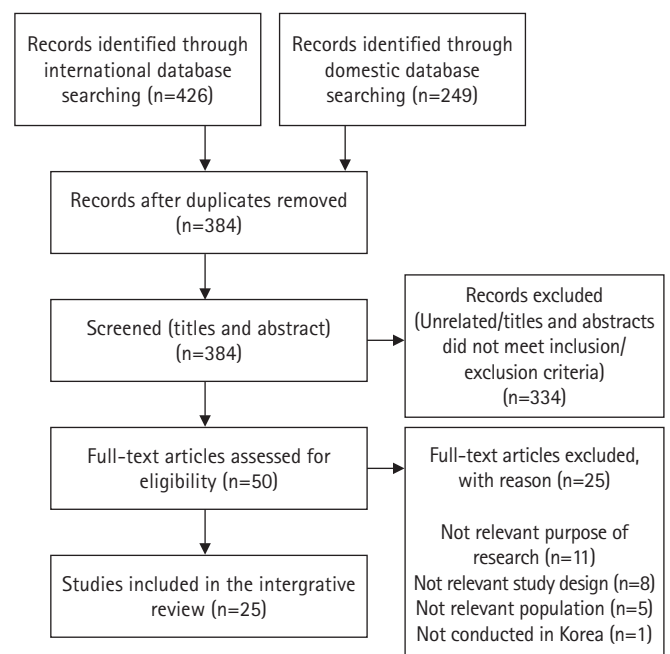 Records identified through
international database
searching (n=426)
Records identified through
domestic database
searching (n=249)
Records after duplicates removed
(n=384)
Screened (titles and abstract)
(n=384)
Records excluded
(Unrelated/titles and abstracts
did not meet inclusion/
exclusion criteria)
(n=334)
Full-text articles assessed for
eligibility (n=50)
Full-text articles excluded,
with reason (n=25)
Not relevant purpose of
research (n=11)
Not relevant study design (n=8)
Not relevant population (n=5)
Not conducted in Korea (n=1)
Studies included in the intergrative
review (n=25)